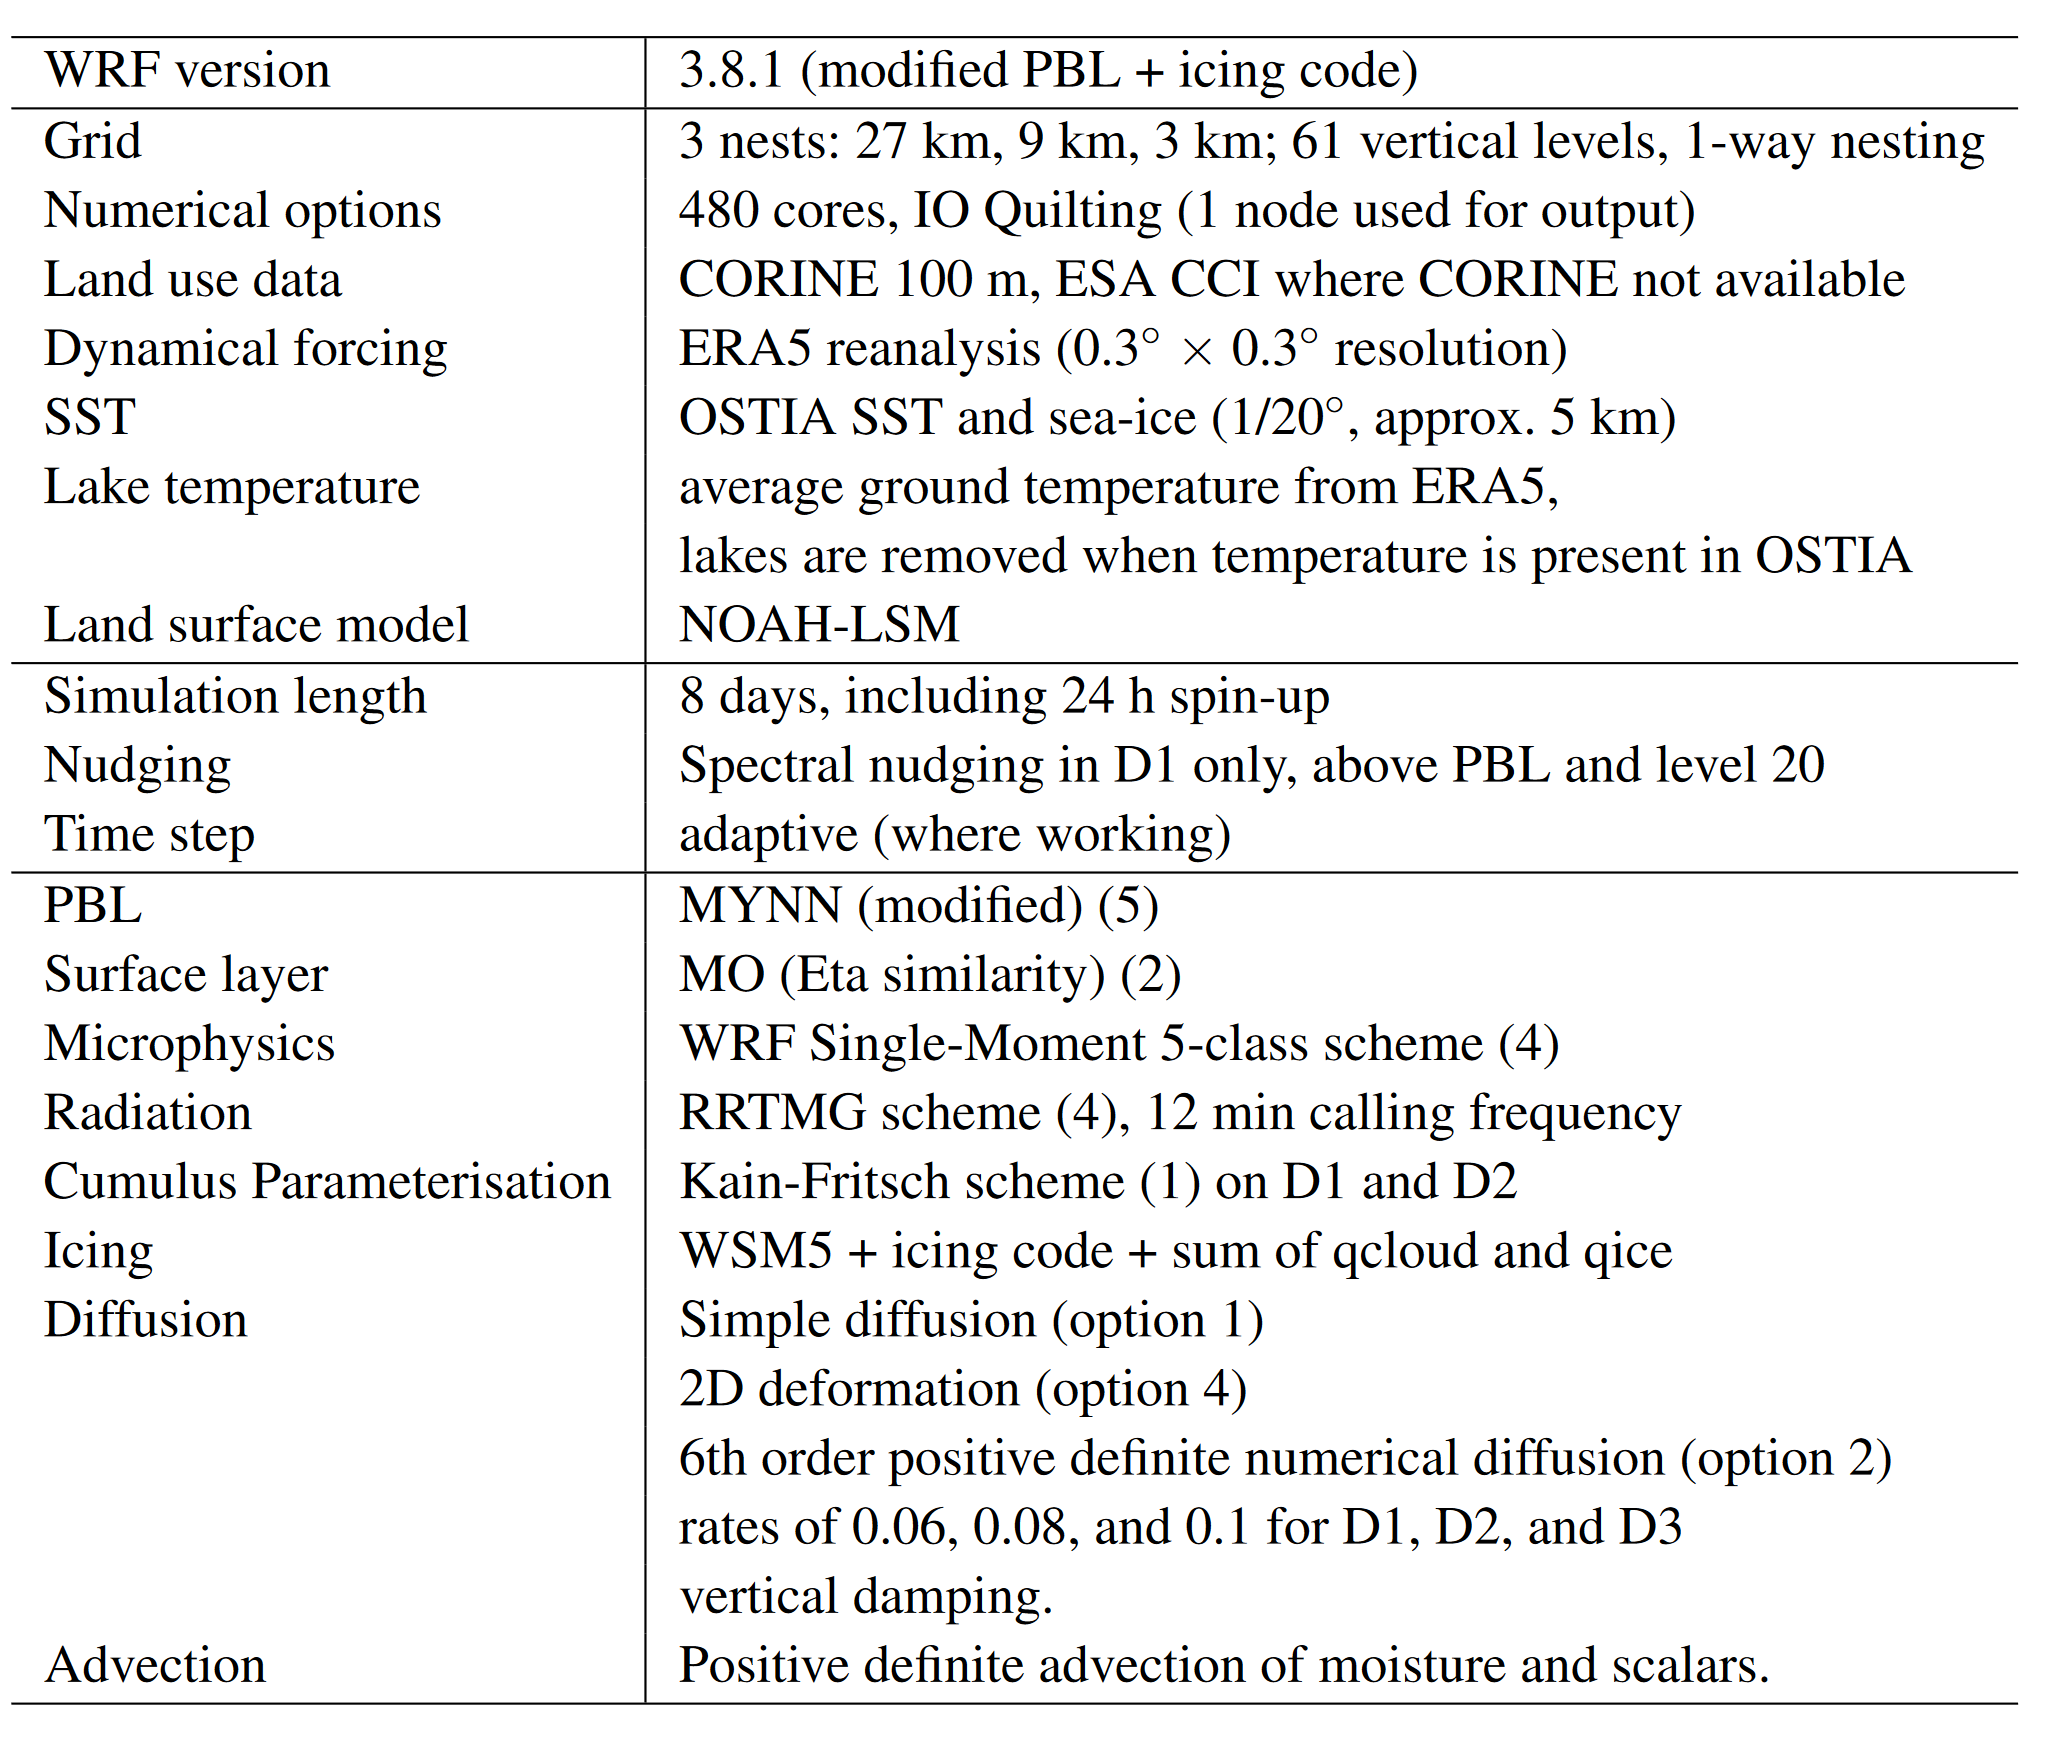 WRF version 3.8.1 (modified PBL + icing code)
Grid 3 nests: 27 km, 9 km, 3 km; 61 vertical levels, 1-way nesting
Numerical options 480 cores, IO Quilting (1 node used for output)
Land use data CORINE 100 m, ESA CCI where CORINE not available
Dynamical forcing ERA5 reanalysis (0.3° × 0.3° resolution)
SST OSTIA SST and sea-ice (1/20°, approx. 5 km)
Lake temperature average ground temperature from ERA5,
lakes are removed when temperature is present in OSTIA
Land surface model NOAH-LSM
Simulation length 8 days, including 24 h spin-up
Nudging Spectral nudging in D1 only, above PBL and level 20
Time step adaptive (where working)
PBL MYNN (modified) (5)
Surface layer MO (Eta similarity) (2)
Microphysics WRF Single-Moment 5-class scheme (4)
Radiation RRTMG scheme (4), 12 min calling frequency
Cumulus Parameterisation Kain-Fritsch scheme (1) on D1 and D2
Icing WSM5 + icing code + sum of qcloud and qice
Diffusion Simple diffusion (option 1)
2D deformation (option 4)
6th order positive definite numerical diffusion (option 2)
rates of 0.06, 0.08, and 0.1 for D1, D2, and D3
vertical damping.
Advection Positive definite advection of moisture and scalars.